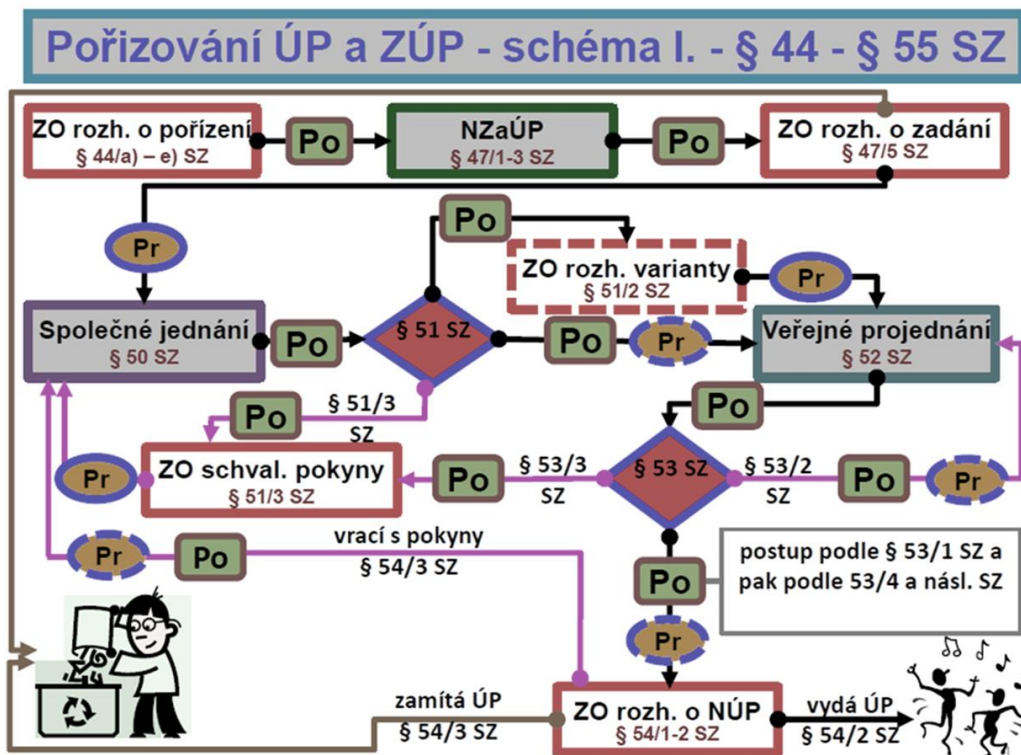 Pořizování ÚP a ZÚP - schéma I. - § 44 - § 55 SZ
ZO rozh. o pořízení
§ 44/a) – e) SZ
Po
NZaÚP
§ 47/1-3 SZ
Po
ZO rozh. o zadání
§ 47/5 SZ
Pr
Po
ZO rozh. varianty
§ 51/2 SZ
Pr
Společné jednání
§ 50 SZ
Po
§ 51 SZ
Po
Pr
Veřejné projednání
§ 52 SZ
Po
§ 51/3
SZ
Po
Pr
ZO schval. pokyny
§ 51/3 SZ
Po
§ 53/3
SZ
§ 53 SZ
§ 53/2
SZ
Po
Pr
Pr
Po
vrací s pokyny
§ 54/3 SZ
Po
postup podle § 53/1 SZ a
pak podle 53/4 a násl. SZ
Pr
zamítá ÚP
§ 54/3 SZ
ZO rozh. o NÚP
§ 54/1-2 SZ
vydá ÚP
§ 54/2 SZ